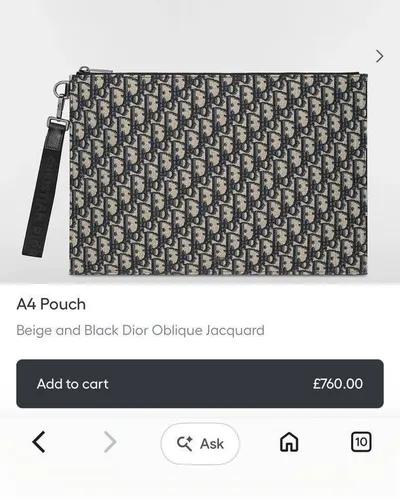 A4 Pouch
Beige and Black Dior Oblique Jacquard
Add to cart £760.00
Ask
10